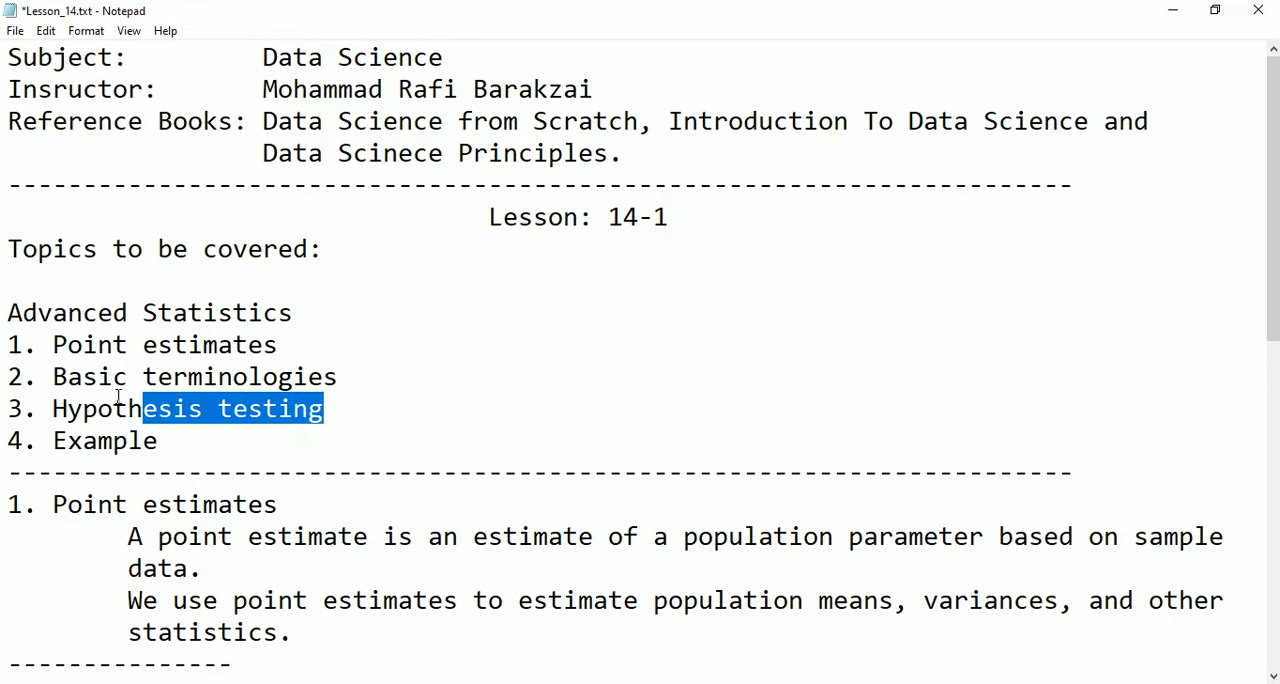 *Lesson_14.txt - Notepad
File Edit Format View Help
Subject: Data Science
Insructor: Mohammad Rafi Barakzai
Reference Books: Data Science from Scratch, Introduction To Data Science and
Data Scinece Principles.
-----------------------------------------------------------------------
Lesson: 14-1
Topics to be covered:
Advanced Statistics
1. Point estimates
2. Basic terminologies
3. Hypothesis testing
4. Example
-----------------------------------------------------------------------
1. Point estimates
A point estimate is an estimate of a population parameter based on sample
data.
We use point estimates to estimate population means, variances, and other
statistics.
---------------